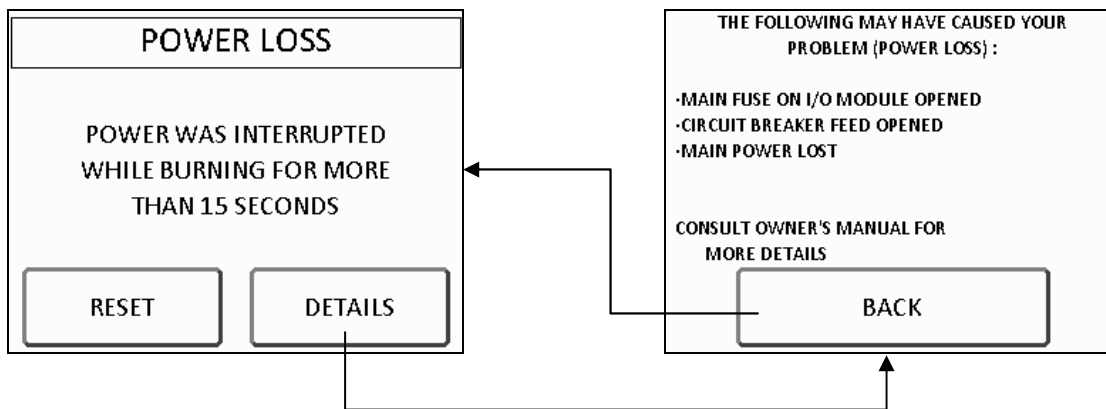 POWER LOSS
POWER WAS INTERRUPTED
WHILE BURNING FOR MORE
THAN 15 SECONDS
RESET
DETAILS
THE FOLLOWING MAY HAVE CAUSED YOUR
PROBLEM (POWER LOSS) :
·MAIN FUSE ON I/O MODULE OPENED
·CIRCUIT BREAKER FEED OPENED
·MAIN POWER LOST
CONSULT OWNER'S MANUAL FOR
MORE DETAILS
BACK